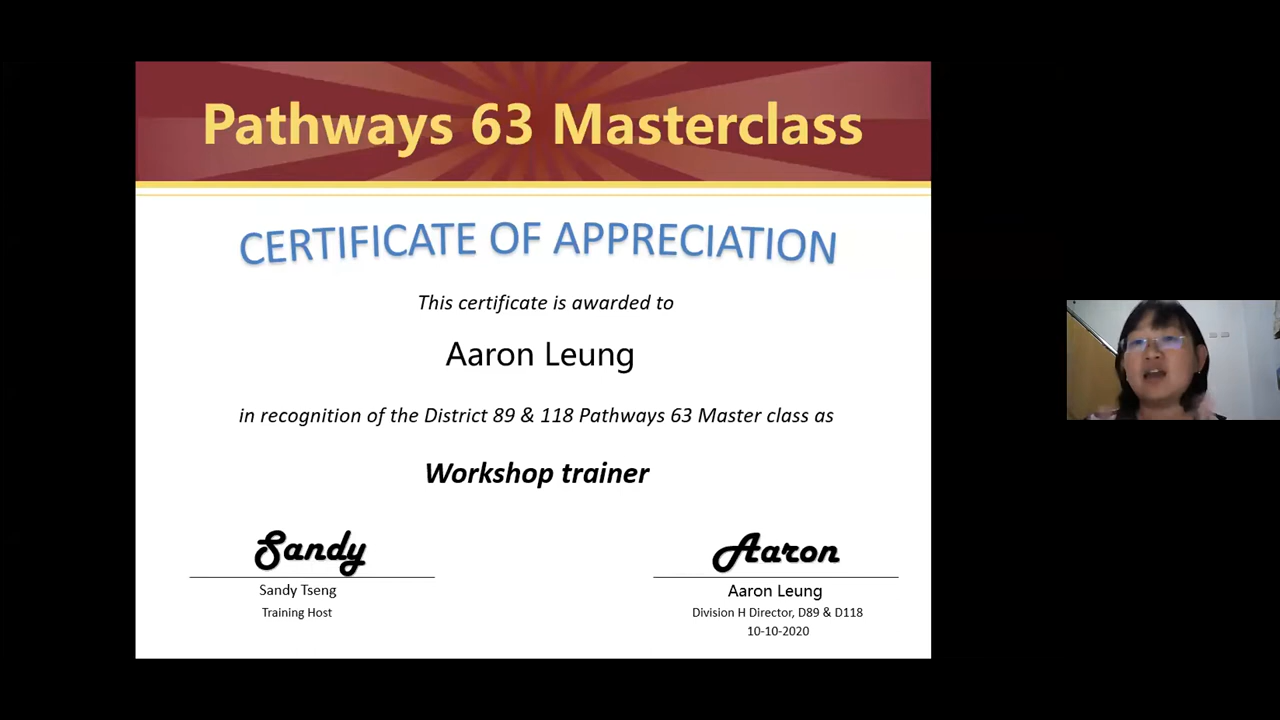 Pathways 63 Masterclass
CERTIFICATE OF APPRECIATION
This certificate is awarded to
Aaron Leung
in recognition of the District 89 & 118 Pathways 63 Master class as
Workshop trainer
Sandy
Sandy Tseng
Training Host
Aaron
Aaron Leung
Division H Director, D89 & D118
10-10-2020